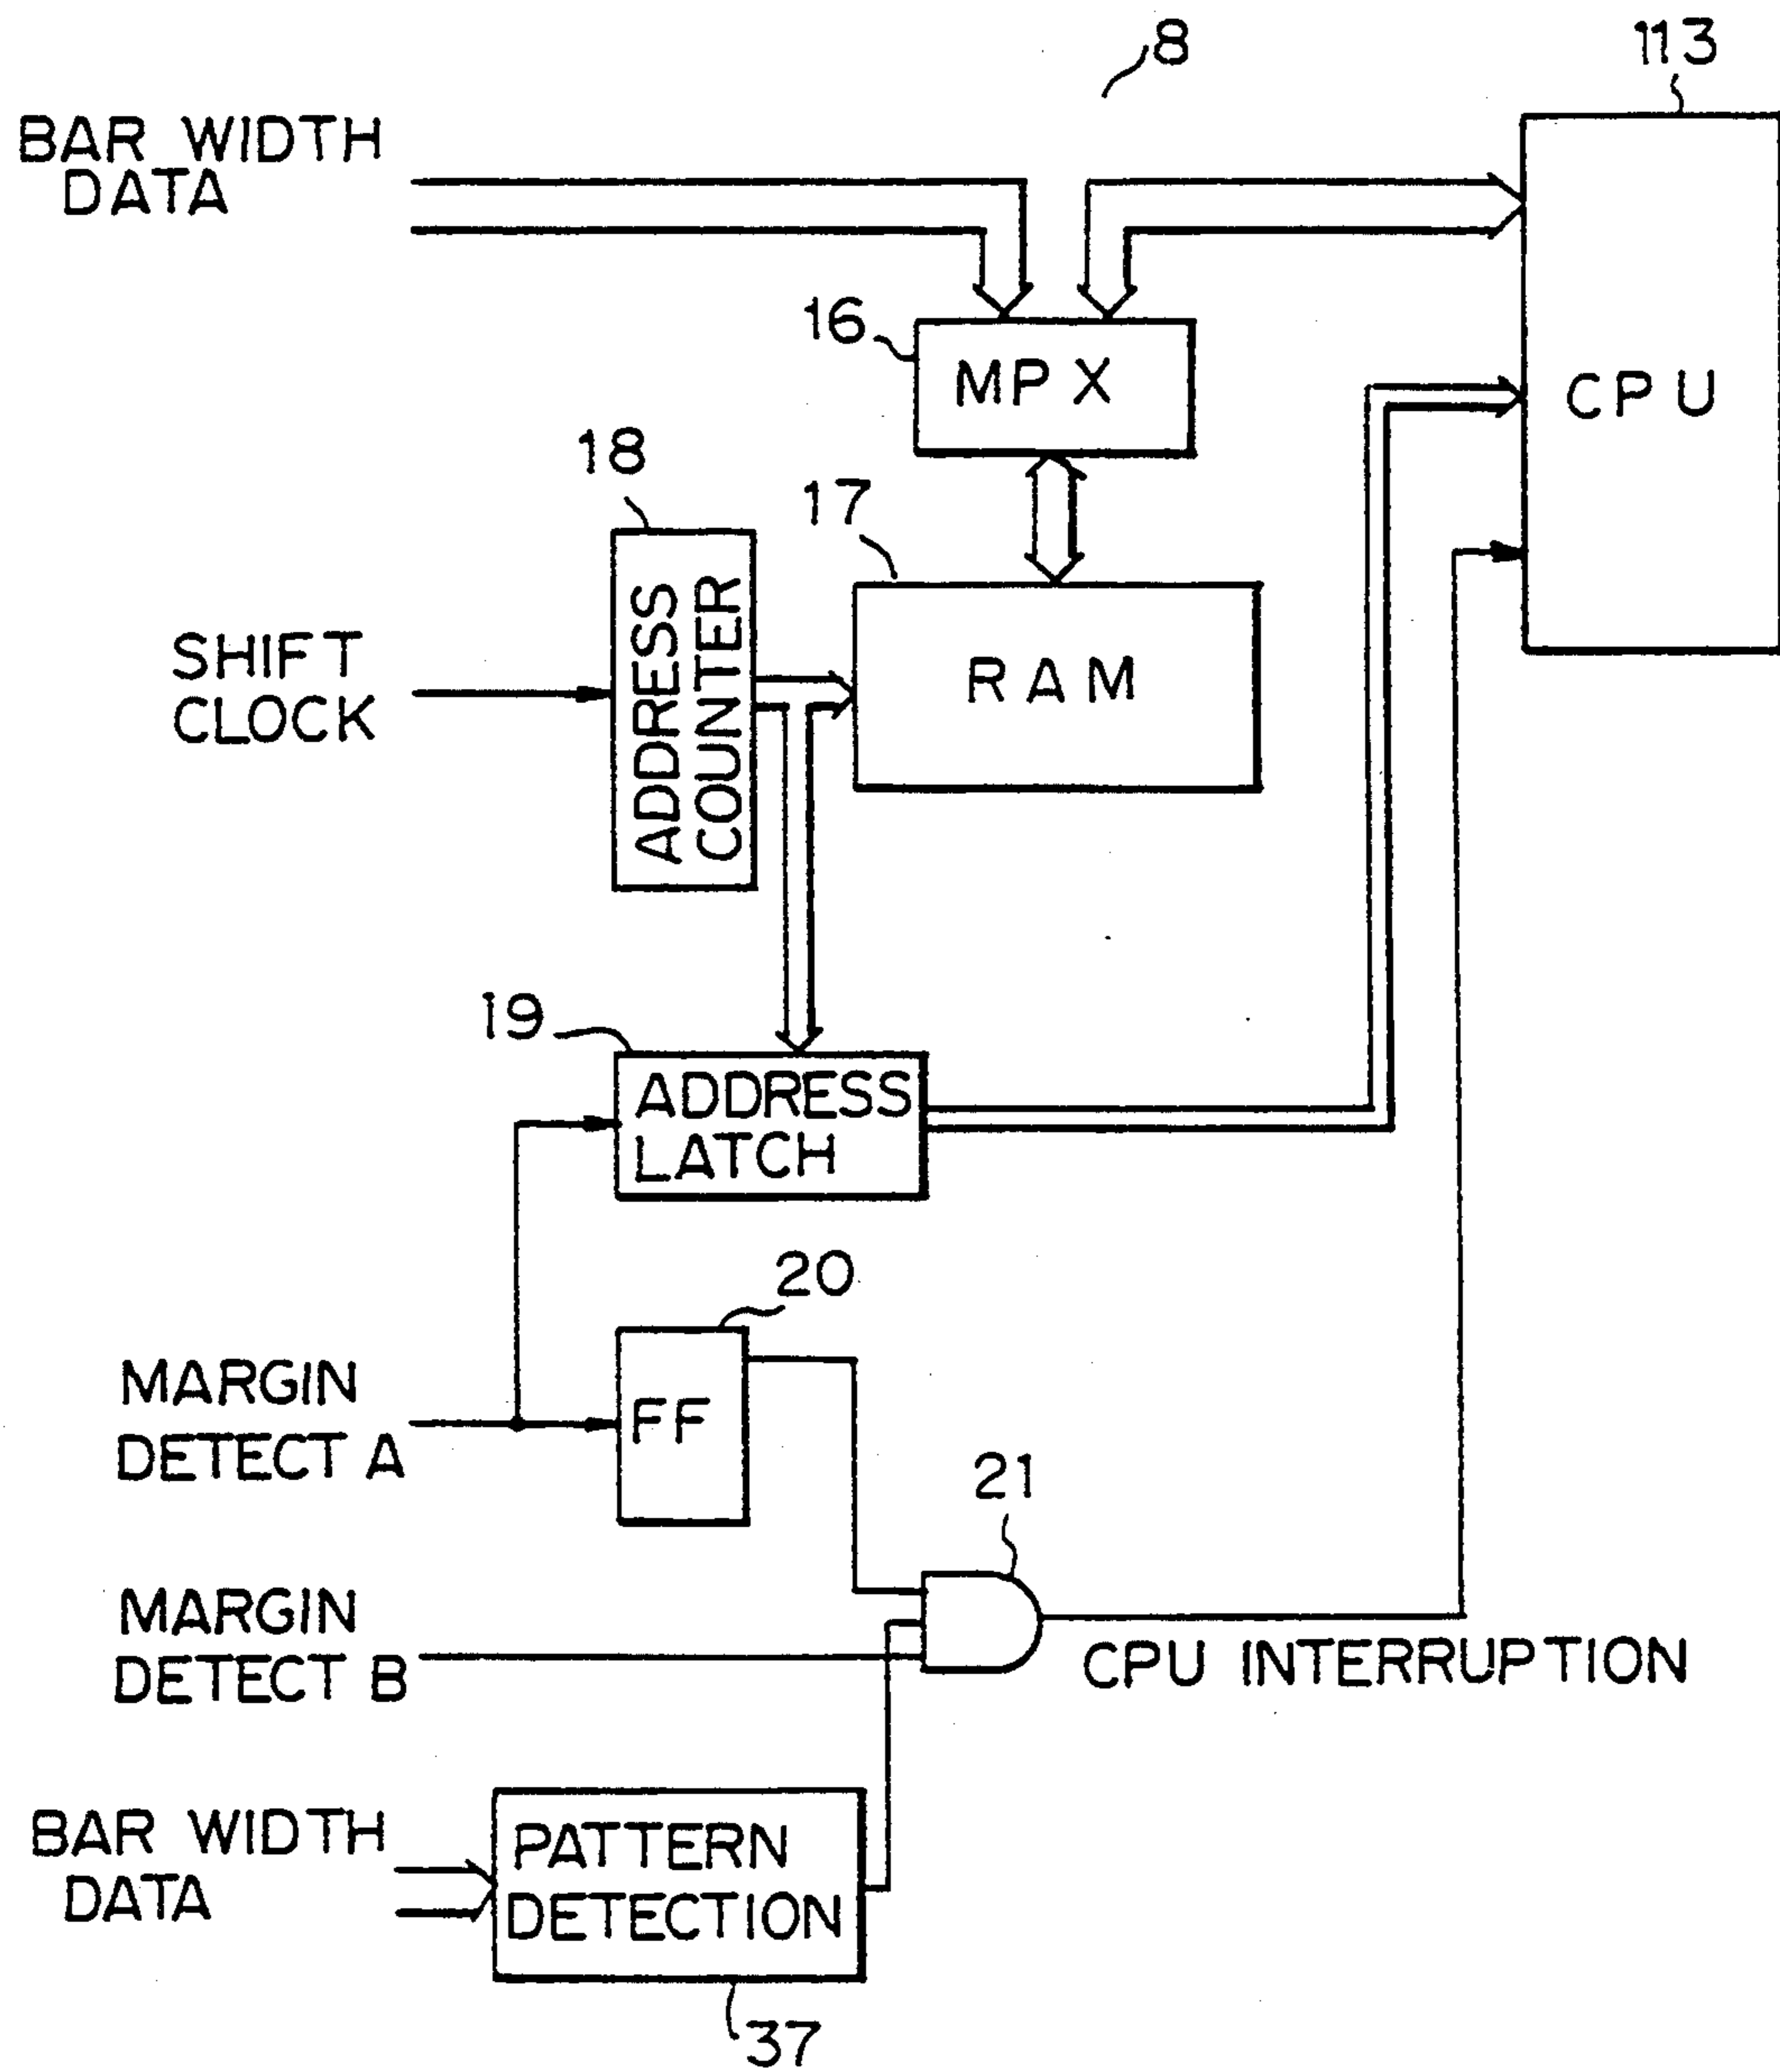 8
113
BAR WIDTH
DATA
16
MPX
CPU
18
17
ADDRESS
COUNTER
RAM
SHIFT
CLOCK
19
ADDRESS
LATCH
20
MARGIN
DETECT A
FF
21
MARGIN
DETECT B
CPU INTERRUPTION
BAR WIDTH
DATA
PATTERN
DETECTION
37